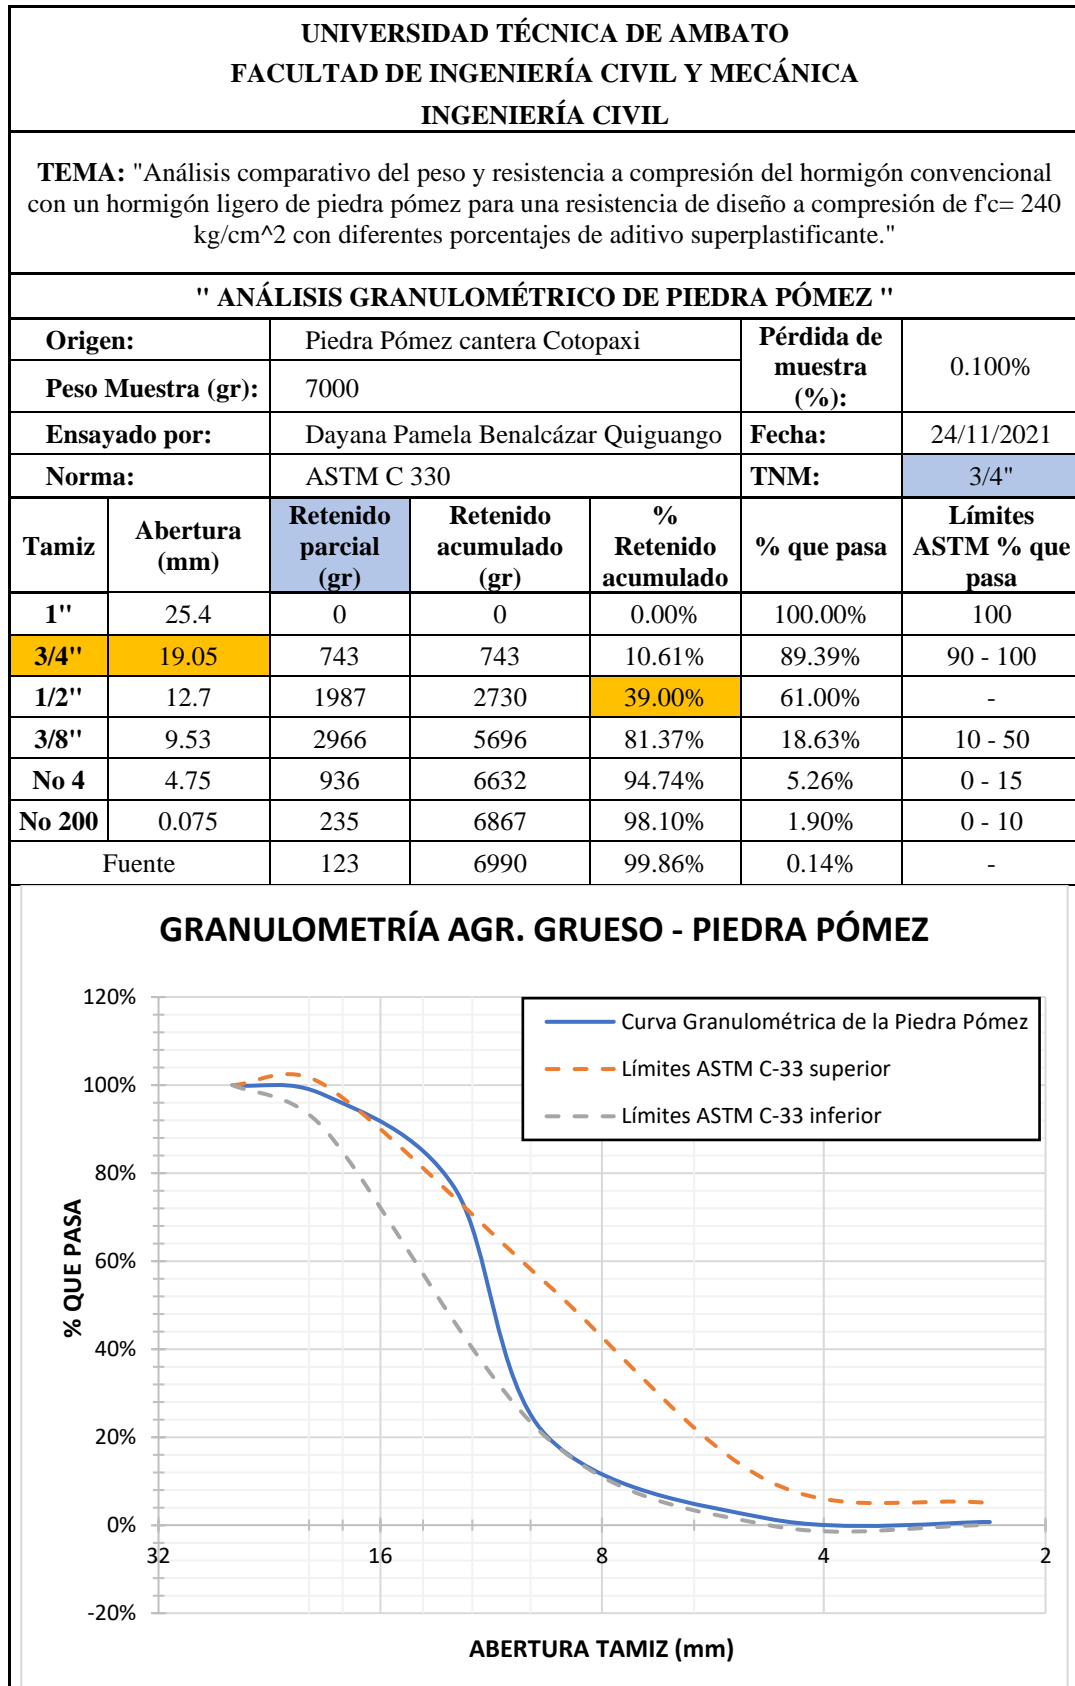 UNIVERSIDAD TÉCNICA DE AMBATO
FACULTAD DE INGENIERÍA CIVIL Y MECÁNICA
INGENIERÍA CIVIL
TEMA: "Análisis comparativo del peso y resistencia a compresión del hormigón convencional
con un hormigón ligero de piedra pómez para una resistencia de diseño a compresión de f'c= 240
kg/cm^2 con diferentes porcentajes de aditivo superplastificante."
" ANÁLISIS GRANULOMÉTRICO DE PIEDRA PÓMEZ "
Origen: Piedra Pómez cantera Cotopaxi
Peso Muestra (gr): 7000
Pérdida de
muestra
(%):
0.100%
Ensayado por: Dayana Pamela Benalcázar Quiguango Fecha: 24/11/2021
Norma: ASTM C 330 TNM: 3/4"
Tamiz
Abertura
(mm)
Retenido
parcial
(gr)
Retenido
acumulado
(gr)
%
Retenido
acumulado
% que pasa
Límites
ASTM % que
pasa
1'' 25.4 0 0 0.00% 100.00% 100
3/4'' 19.05 743 743 10.61% 89.39% 90 - 100
1/2'' 12.7 1987 2730 39.00% 61.00% -
3/8'' 9.53 2966 5696 81.37% 18.63% 10 - 50
No 4 4.75 936 6632 94.74% 5.26% 0 - 15
No 200 0.075 235 6867 98.10% 1.90% 0 - 10
Fuente 123 6990 99.86% 0.14% -
GRANULOMETRÍA AGR. GRUESO - PIEDRA PÓMEZ
Curva Granulométrica de la Piedra Pómez
Límites ASTM C-33 superior
Límites ASTM C-33 inferior
% QUE PASA
120%
100%
80%
60%
40%
20%
0%
-20%
32 16 8 4 2
ABERTURA TAMIZ (mm)